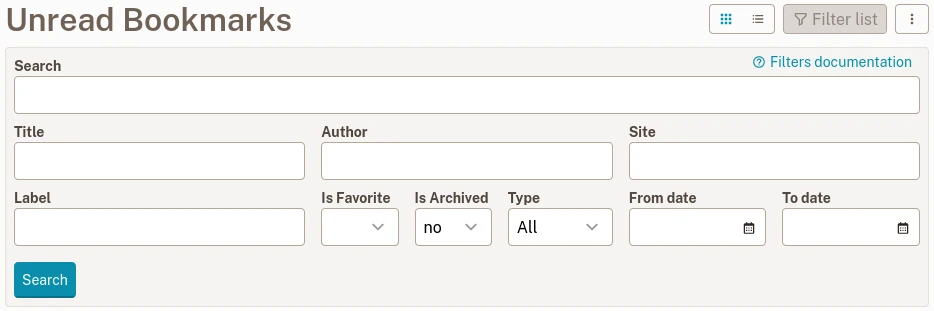 Unread Bookmarks
Filter list
Filters documentation
Search
Title Author Site
Label Is Favorite Is Archived Type From date To date
no All
Search